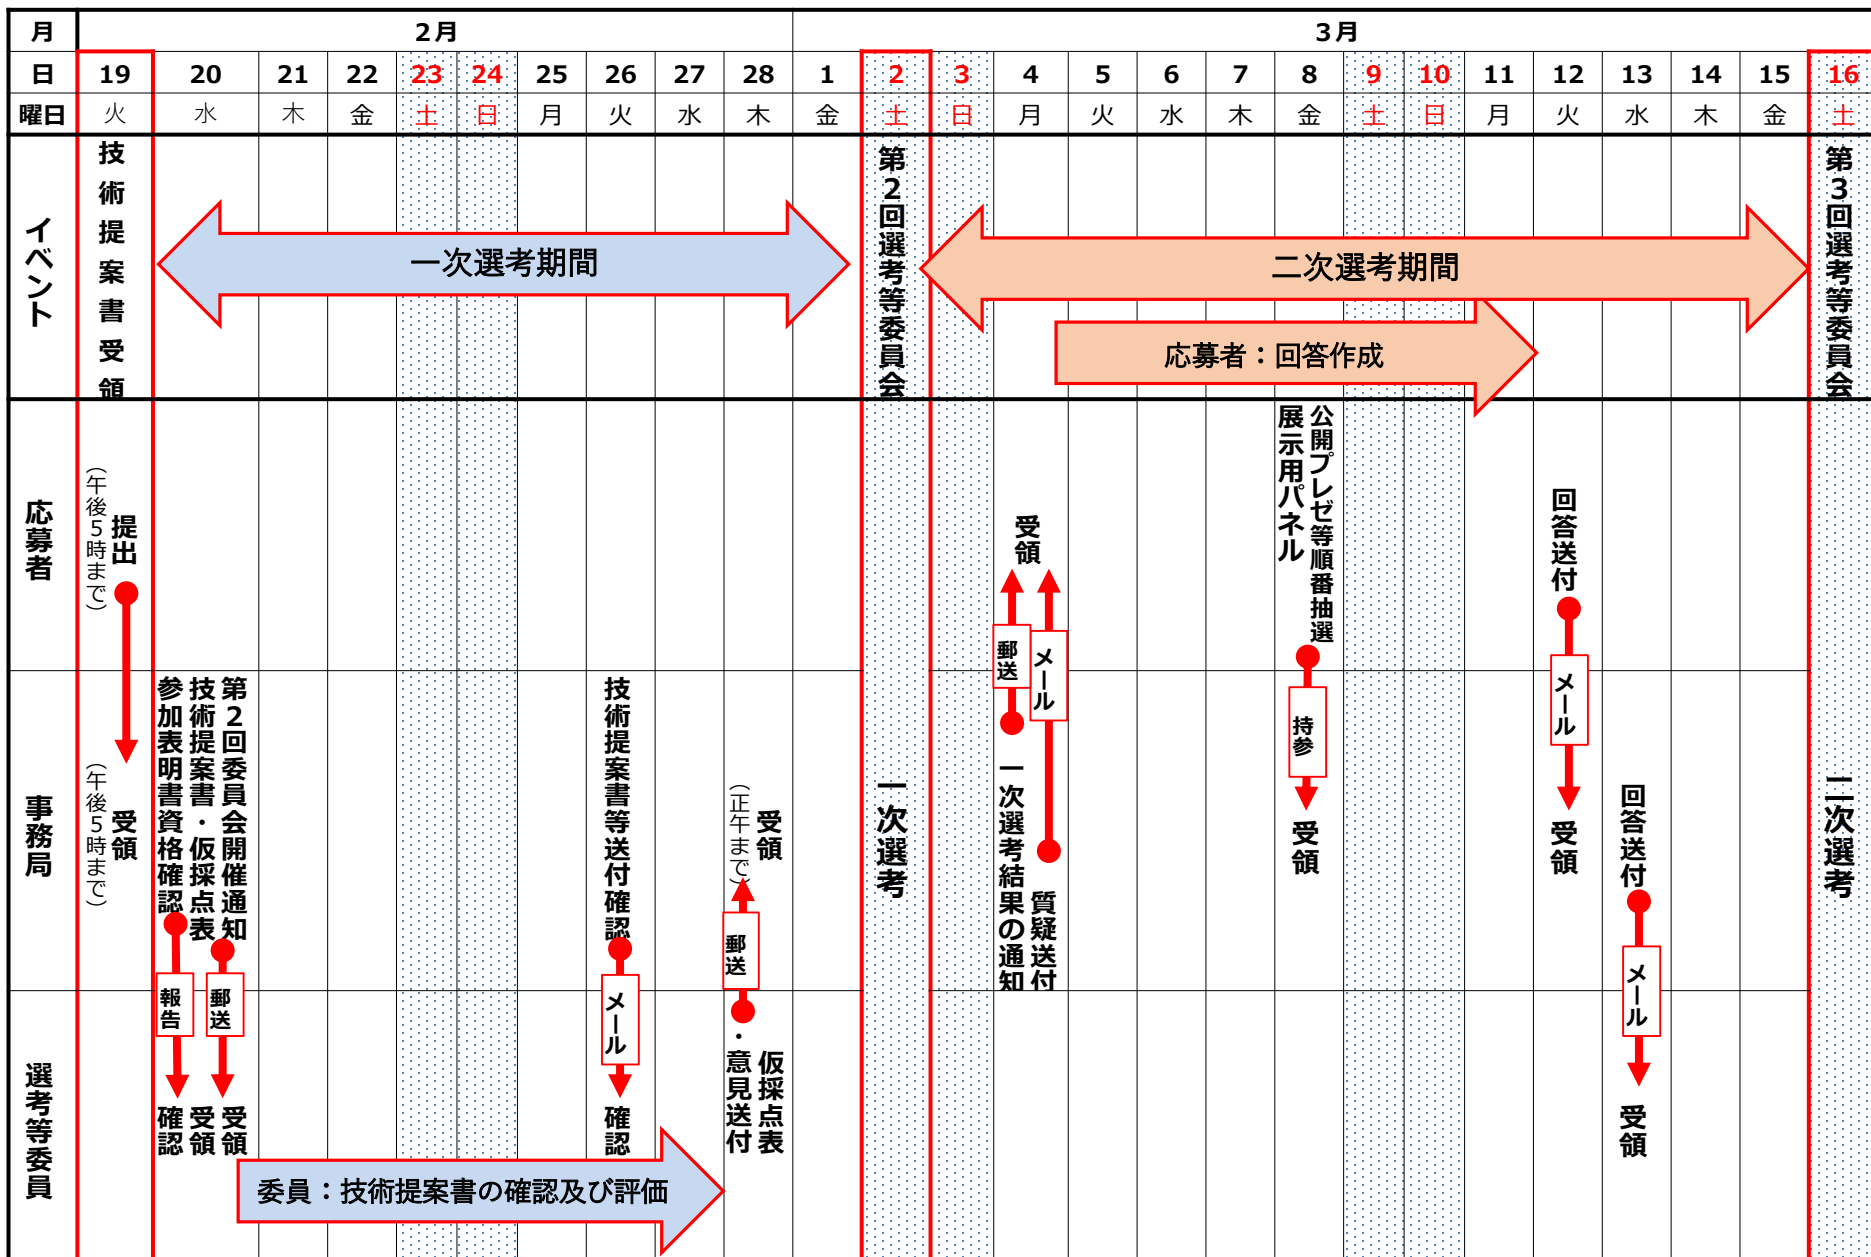 月
2月
3月
日
19
20
21
22
23
24
25
26
27
28
1
2
3
4
5
6
7
8
9
10
11
12
13
14
15
16
曜日
火
水
木
金
土
日
月
火
水
木
金
土
日
月
火
水
木
金
土
日
月
火
水
木
金
土
イベント
技術提案書受領
一次選考期間
第2回選考等委員会
二次選考期間
応募者：回答作成
第3回選考等委員会
応募者
提出
（午後5時まで）
受領
郵送
メール
公開プレゼ等順番抽選
展示用パネル
持参
回答送付
メール
事務局
受領
（午後5時まで）
第2回委員会開催通知
技術提案書・仮採点表
参加表明書資格確認
報告
郵送
技術提案書等送付確認
メール
受領
（正午まで）
郵送
一次選考
一次選考結果の通知
質疑送付
受領
受領
回答送付
メール
二次選考
選考等委員
確認
受領
受領
確認
仮採点表
・意見送付
受領
委員：技術提案書の確認及び評価